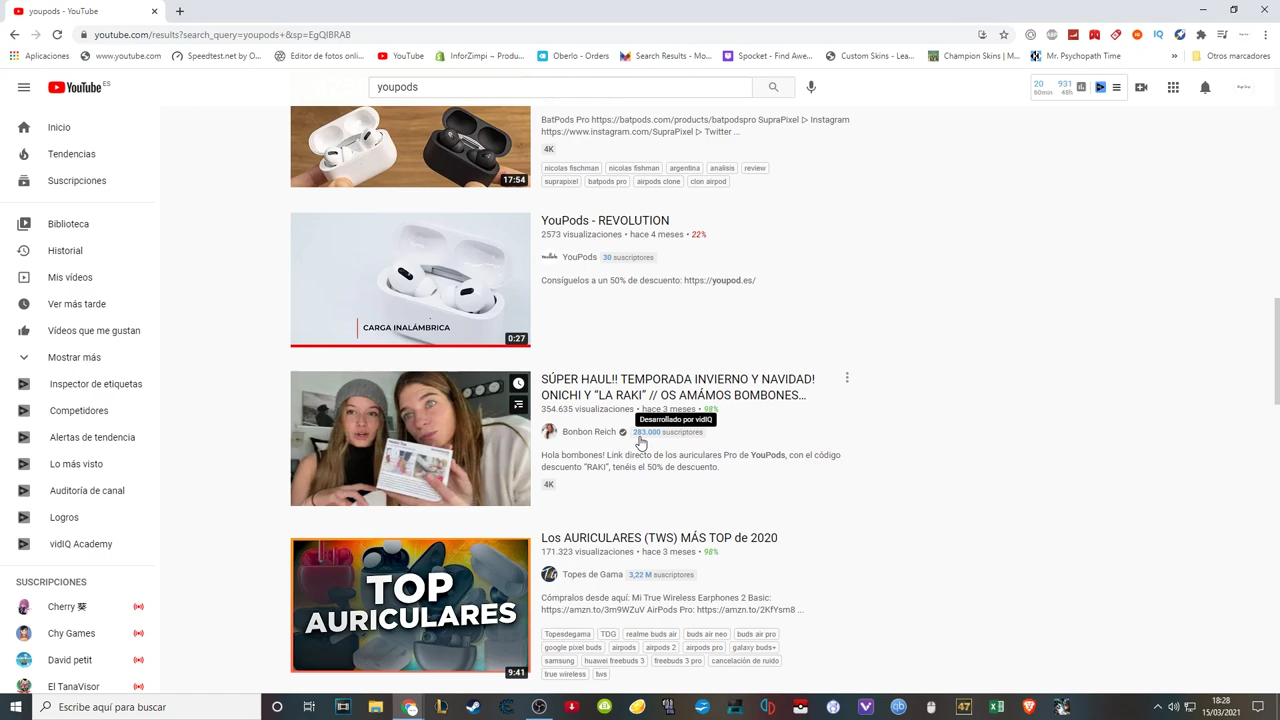 youpods - YouTube
youtube.com/results?search_query=youpods+&sp=EgQIBRAB
Aplicaciones
www.youtube.com
Speedtest.net by O...
Editor de fotos onli...
YouTube
InforZimpi - Produ...
Oberlo - Orders
Search Results - Mo...
Spocket - Find Awe...
Custom Skins - Lea...
Champion Skins | M...
Mr. Psychopath Time
»
Otros marcadores
YouTube ES
youpods
20 60min
931 48h
Inicio
Tendencias
Suscripciones
Biblioteca
Historial
Mis vídeos
Ver más tarde
Vídeos que me gustan
Mostrar más
Inspector de etiquetas
Competidores
Alertas de tendencia
Lo más visto
Auditoría de canal
Logros
vidIQ Academy
SUSCRIPCIONES
Cherry 葵
Chy Games
David petit
El TanaVisor
17:54
BatPods Pro https://batpods.com/products/batpodspro SupraPixel ▷ Instagram
https://www.instagram.com/SupraPixel ▷ Twitter ...
4K
nicolas fischman nicolas fishman argentina analisis review
suprapixel batpods pro airpods clone clon airpod
CARGA INALÁMBRICA
0:27
YouPods - REVOLUTION
2573 visualizaciones • hace 4 meses • 22%
YouPods 30 suscriptores
Consíguelos a un 50% de descuento: https://youpod.es/
SÚPER HAUL!! TEMPORADA INVIERNO Y NAVIDAD!
ONICHI Y “LA RAKI” // OS AMÁMOS BOMBONES...
354.635 visualizaciones • hace 3 meses • 98%
Desarrollado por vidIQ
Bonbon Reich 283.000 suscriptores
Hola bombones! Link directo de los auriculares Pro de YouPods, con el código
descuento “RAKI”, tenéis el 50% de descuento.
4K
TOP
AURICULARES
9:41
Los AURICULARES (TWS) MÁS TOP de 2020
171.323 visualizaciones • hace 3 meses • 98%
Topes de Gama 3,22 M suscriptores
Cómpralos desde aquí: Mi True Wireless Earphones 2 Basic:
https://amzn.to/3m9WZuV AirPods Pro: https://amzn.to/2KfYsm8 ...
Topesdegama TDG realme buds air buds air neo buds air pro
google pixel buds airpods airpods 2 airpods pro galaxy buds+
samsung huawei freebuds 3 freebuds 3 pro cancelación de ruido
true wireless tws
Escribe aquí para buscar
18:28
15/03/2021